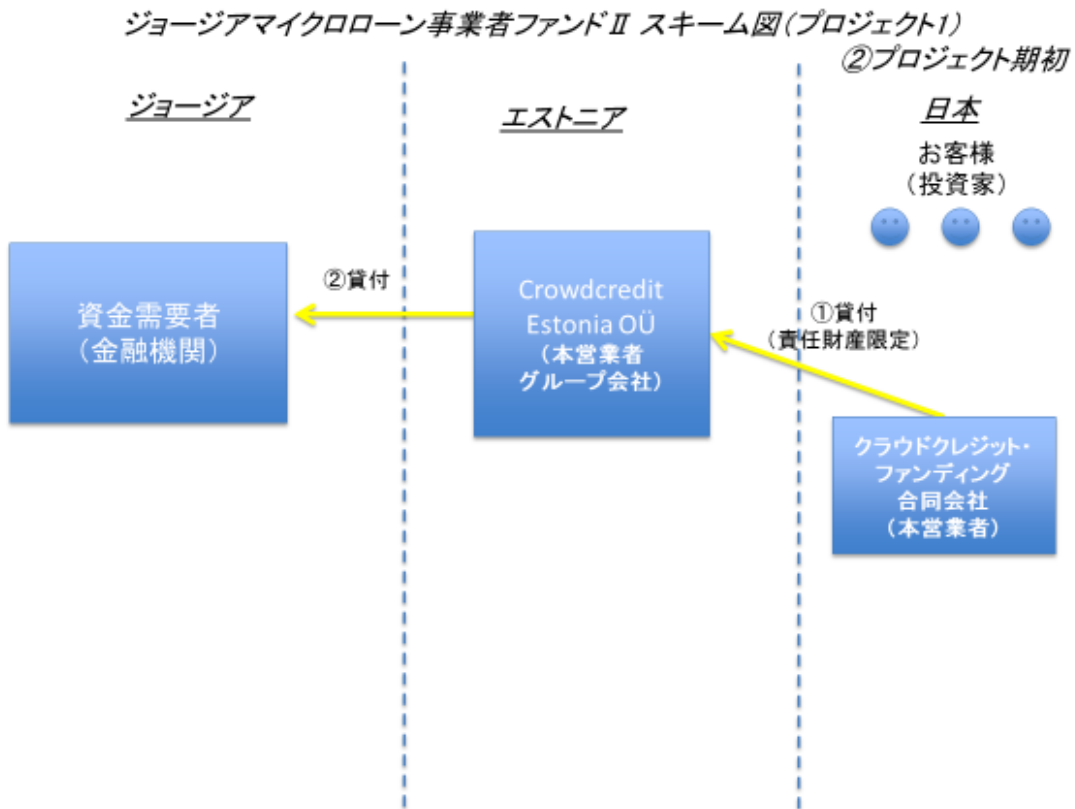 ジョージアマイクロローン事業者ファンドⅡ スキーム図(プロジェクト1)
②プロジェクト期初
ジョージア
エストニア
日本
お客様
(投資家)
資金需要者
(金融機関)
②貸付
Crowdcredit
Estonia OÜ
(本営業者
グループ会社)
①貸付
(責任財産限定)
クラウドクレジット・
ファンディング
合同会社
(本営業者)